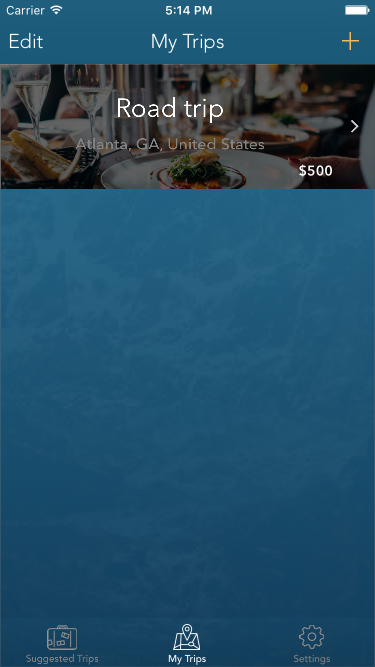 Carrier 5:14 PM
Edit My Trips +
Road trip
Atlanta, GA, United States
$500
Suggested Trips My Trips Settings